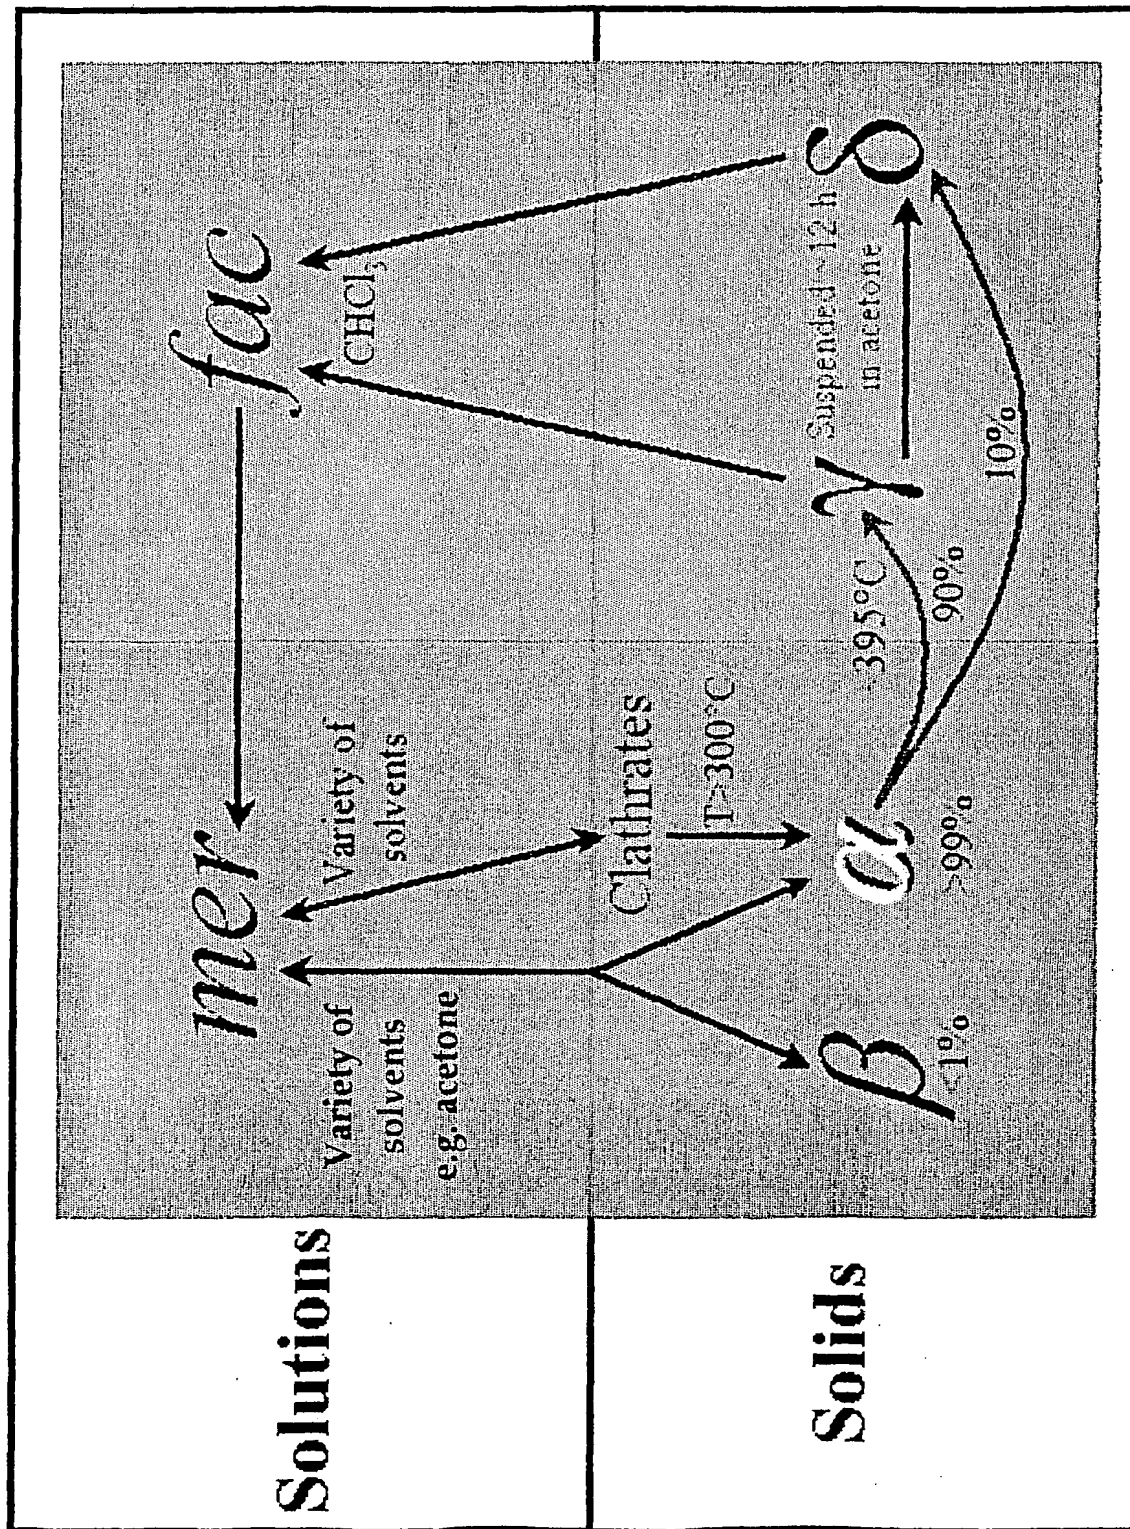 Solutions
mer
fac
Variety of
solvents
e.g. acetone
Variety of
solvents
CHCl3
Clathrates
T>300°C
Solids
β
<1%
α
>99%
~395°C
90%
γ
10%
Suspended ~12 h
in acetone
δ